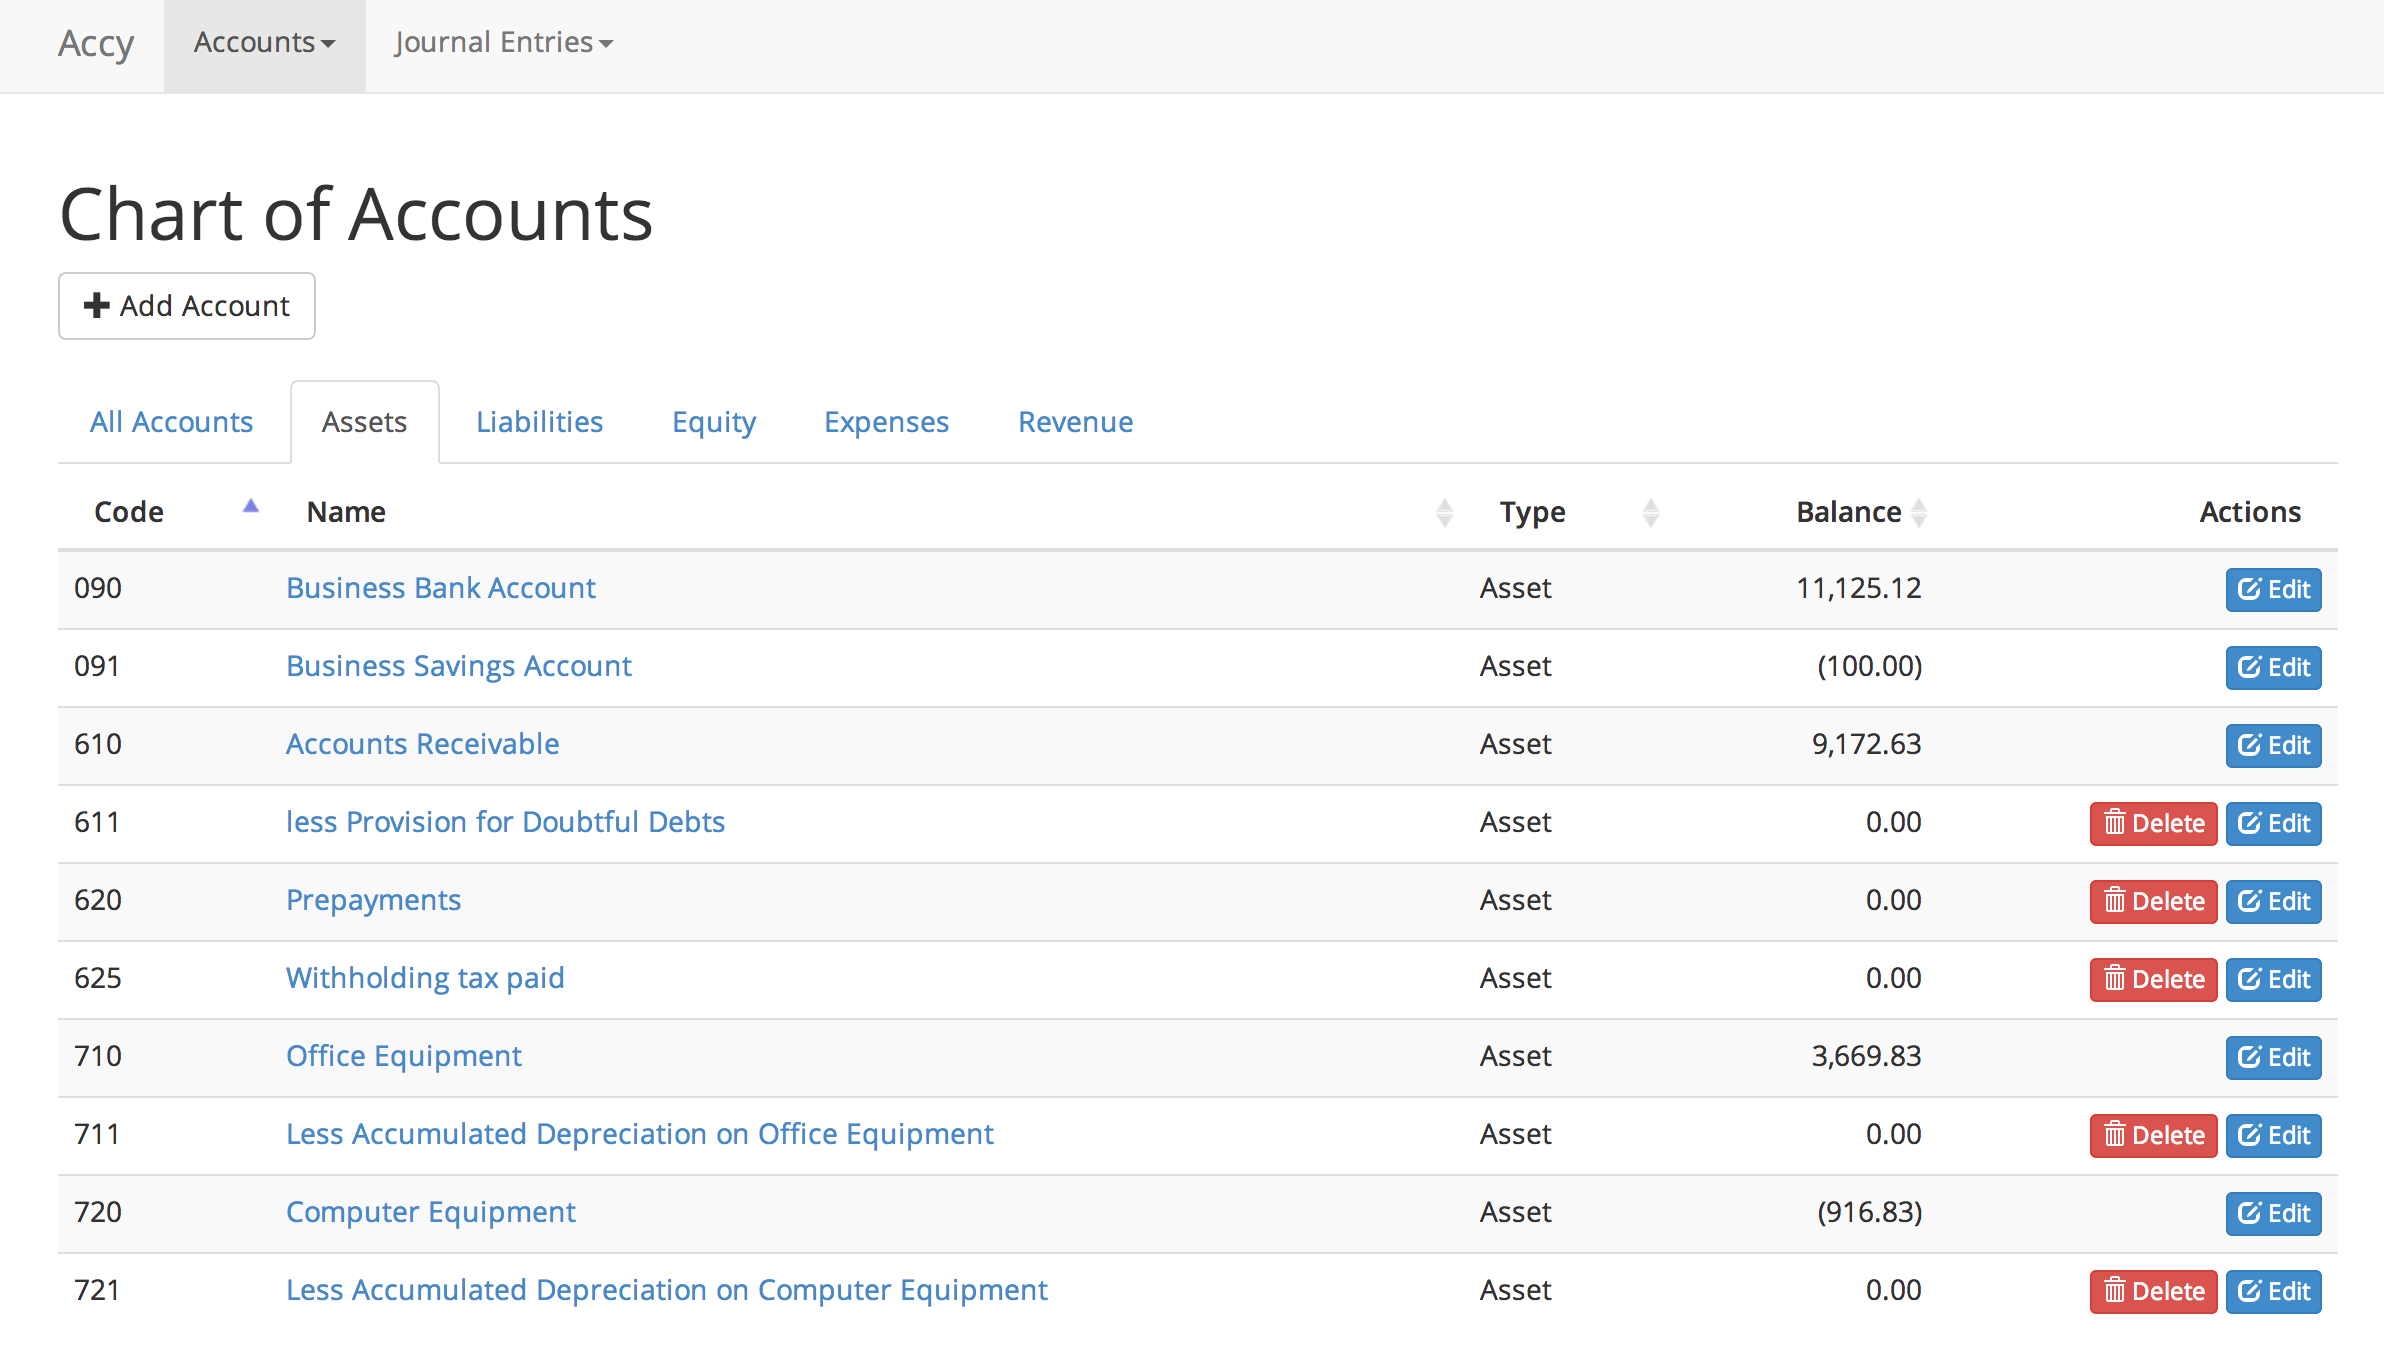 Accy Accounts Journal Entries
Chart of Accounts
Add Account
All Accounts Assets Liabilities Equity Expenses Revenue
Code Name Type Balance Actions
090 Business Bank Account Asset 11,125.12 Edit
091 Business Savings Account Asset (100.00) Edit
610 Accounts Receivable Asset 9,172.63 Edit
611 less Provision for Doubtful Debts Asset 0.00 Delete Edit
620 Prepayments Asset 0.00 Delete Edit
625 Withholding tax paid Asset 0.00 Delete Edit
710 Office Equipment Asset 3,669.83 Edit
711 Less Accumulated Depreciation on Office Equipment Asset 0.00 Delete Edit
720 Computer Equipment Asset (916.83) Edit
721 Less Accumulated Depreciation on Computer Equipment Asset 0.00 Delete Edit